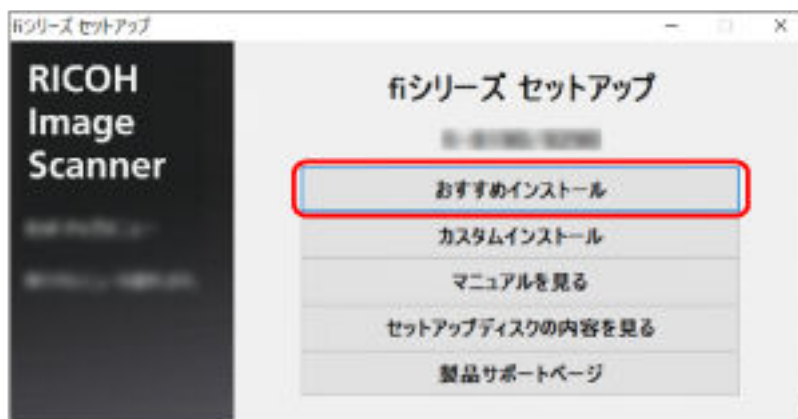 fiシリーズ セットアップ
RICOH
Image
Scanner
fiシリーズ セットアップ
おすすめインストール
カスタムインストール
マニュアルを見る
セットアップディスクの内容を見る
製品サポートページ